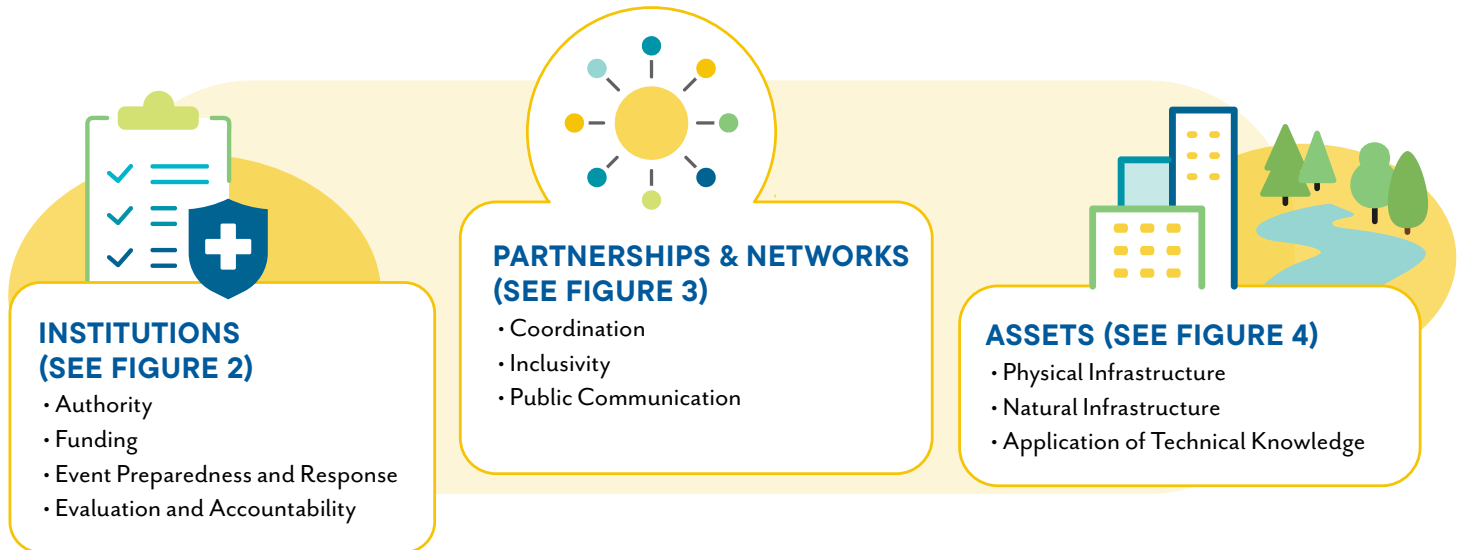 INSTITUTIONS
(SEE FIGURE 2)
• Authority
• Funding
• Event Preparedness and Response
• Evaluation and Accountability
PARTNERSHIPS & NETWORKS
(SEE FIGURE 3)
• Coordination
• Inclusivity
• Public Communication
ASSETS (SEE FIGURE 4)
• Physical Infrastructure
• Natural Infrastructure
• Application of Technical Knowledge